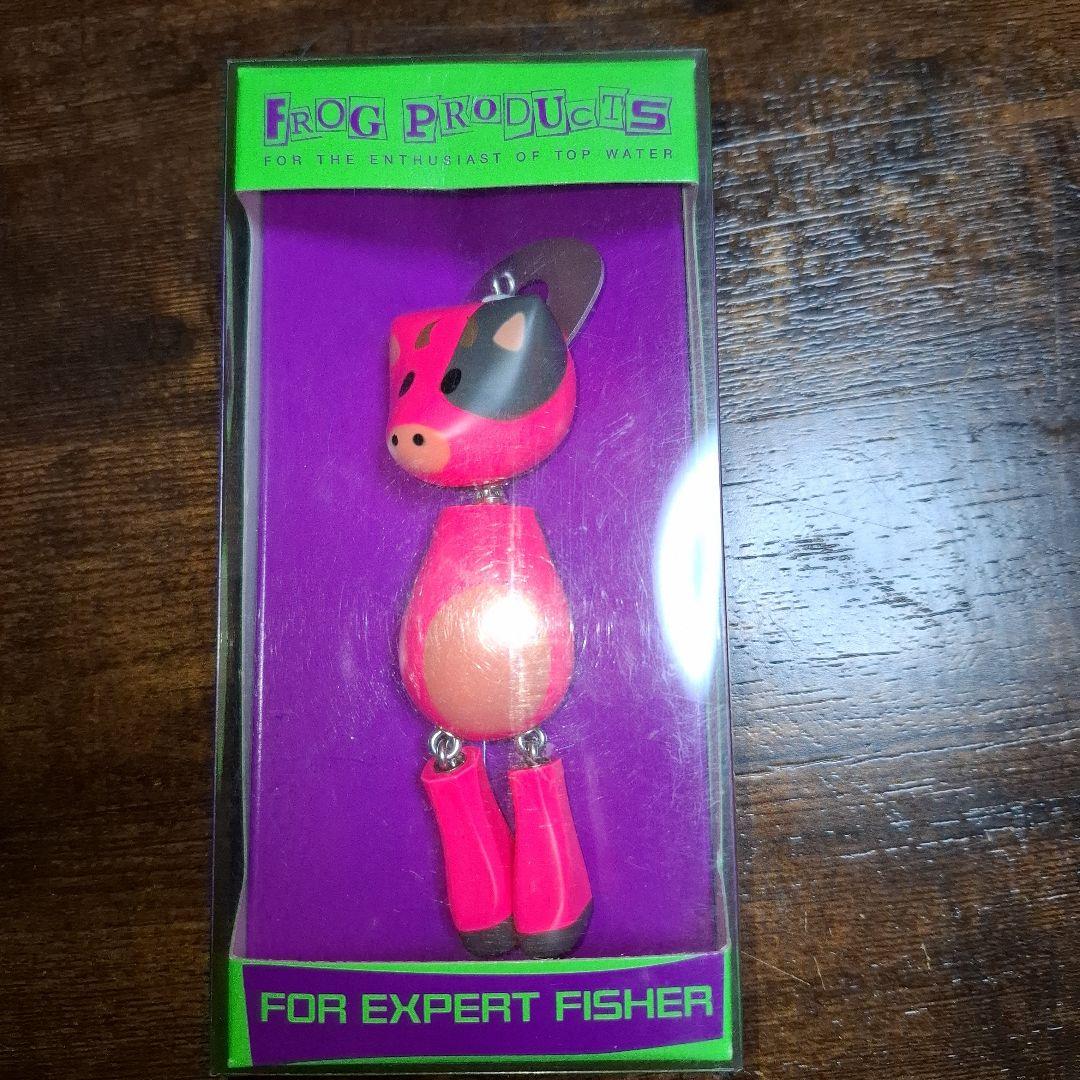 FROG PRODUCTS
FOR THE ENTHUSIAST OF TOP WATER
FOR EXPERT FISHER